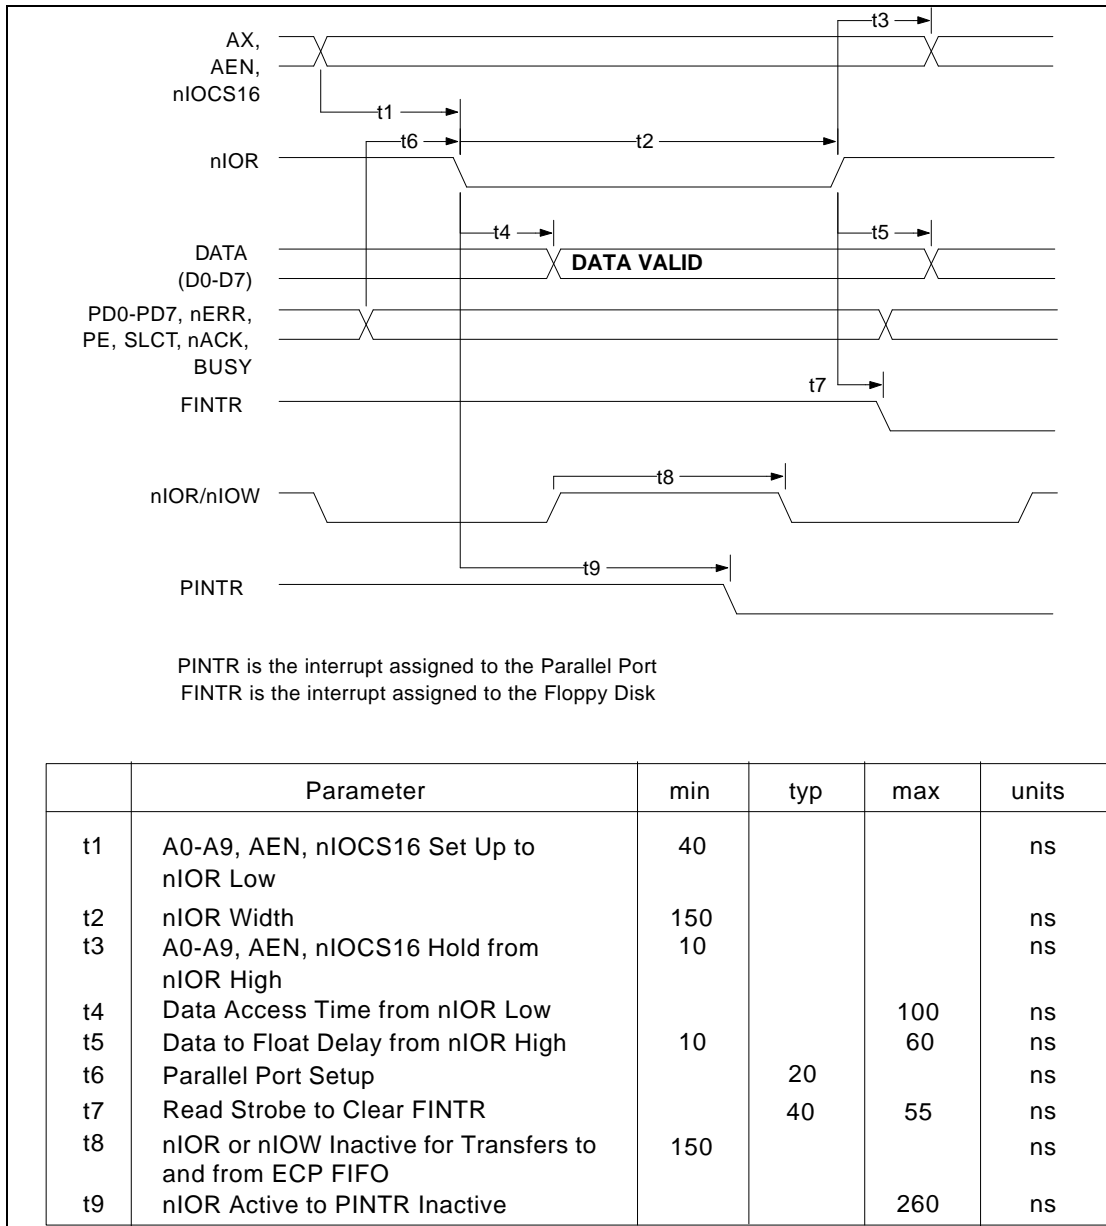 t3
AX,
AEN,
nIOCS16
t1
t6
t2
nIOR
t4
t5
DATA
(D0-D7)
DATA VALID
PD0-PD7, nERR,
PE, SLCT, nACK,
BUSY
t7
FINTR
t8
nIOR/nIOW
t9
PINTR
PINTR is the interrupt assigned to the Parallel Port
FINTR is the interrupt assigned to the Floppy Disk
Parameter min typ max units
t1 A0-A9, AEN, nIOCS16 Set Up to 40 ns
nIOR Low
t2 nIOR Width 150 ns
t3 A0-A9, AEN, nIOCS16 Hold from 10 ns
nIOR High
t4 Data Access Time from nIOR Low 100 ns
t5 Data to Float Delay from nIOR High 10 60 ns
t6 Parallel Port Setup 20 ns
t7 Read Strobe to Clear FINTR 40 55 ns
t8 nIOR or nIOW Inactive for Transfers to 150 ns
and from ECP FIFO
t9 nIOR Active to PINTR Inactive 260 ns